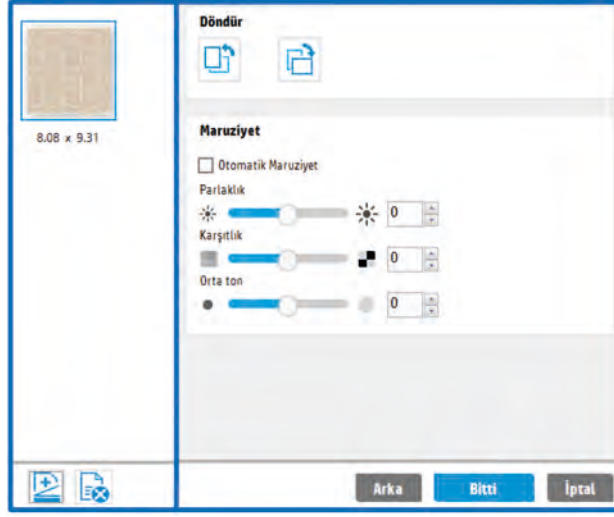 8.08 x 9.31
Döndür
Maruziyet
Otomatik Maruziyet
Parlaklık
0
Karşıtlık
0
Orta ton
0
Arka Bitti İptal